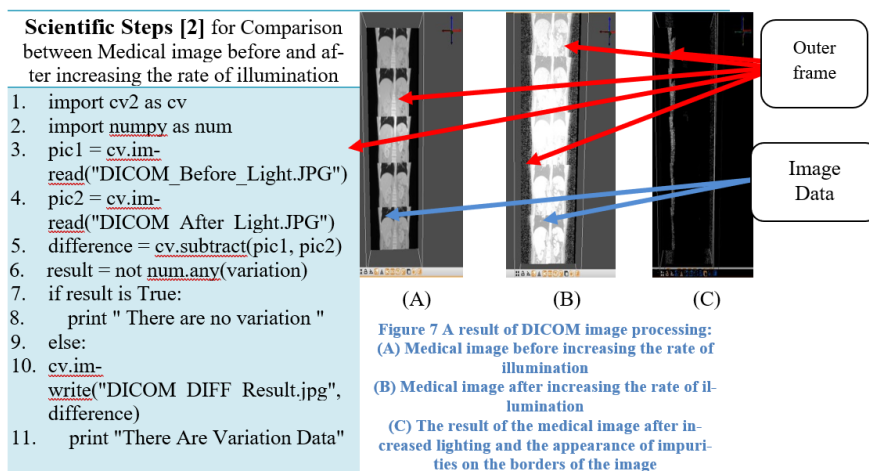 Scientific Steps [2] for Comparison
between Medical image before and af-
ter increasing the rate of illumination
1. import cv2 as cv
2. import numpy as num
3. pic1 = cv.im-
read("DICOM_Before_Light.JPG")
4. pic2 = cv.im-
read("DICOM_After_Light.JPG")
5. difference = cv.subtract(pic1, pic2)
6. result = not num.any(variation)
7. if result is True:
8. print " There are no variation "
9. else:
10. cv.im-
write("DICOM_DIFF_Result.jpg",
difference)
11. print "There Are Variation Data"
Outer
frame
Image
Data
(A)
(B)
(C)
Figure 7 A result of DICOM image processing:
(A) Medical image before increasing the rate of
illumination
(B) Medical image after increasing the rate of il-
lumination
(C) The result of the medical image after in-
creased lighting and the appearance of impuri-
ties on the borders of the image